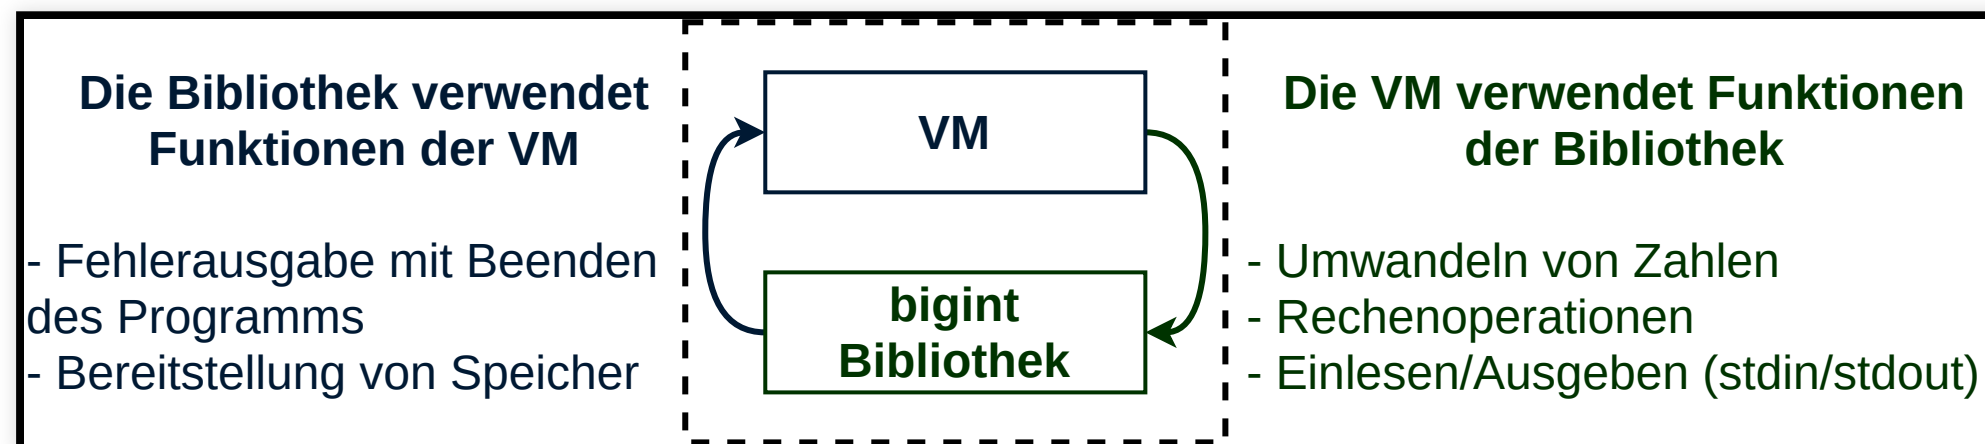 Die Bibliothek verwendet
Funktionen der VM
- Fehlerausgabe mit Beenden
des Programms
- Bereitstellung von Speicher
VM
bigint
Bibliothek
Die VM verwendet Funktionen
der Bibliothek
- Umwandeln von Zahlen
- Rechenoperationen
- Einlesen/Ausgeben (stdin/stdout)